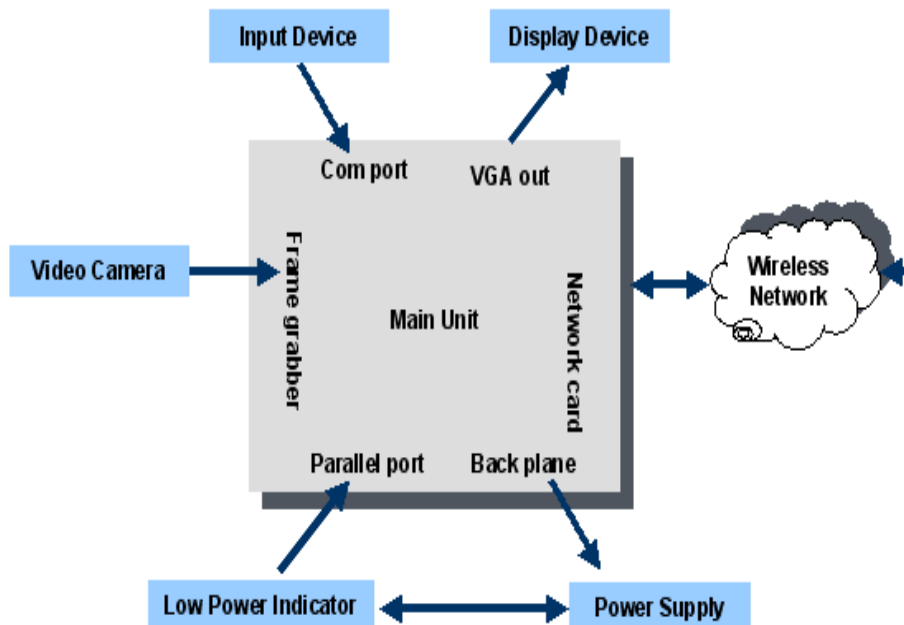 Input Device
Display Device
Com port
VGA out
Video Camera
Frame grabber
Main Unit
Network card
Wireless
Network
Parallel port
Back plane
Low Power Indicator
Power Supply